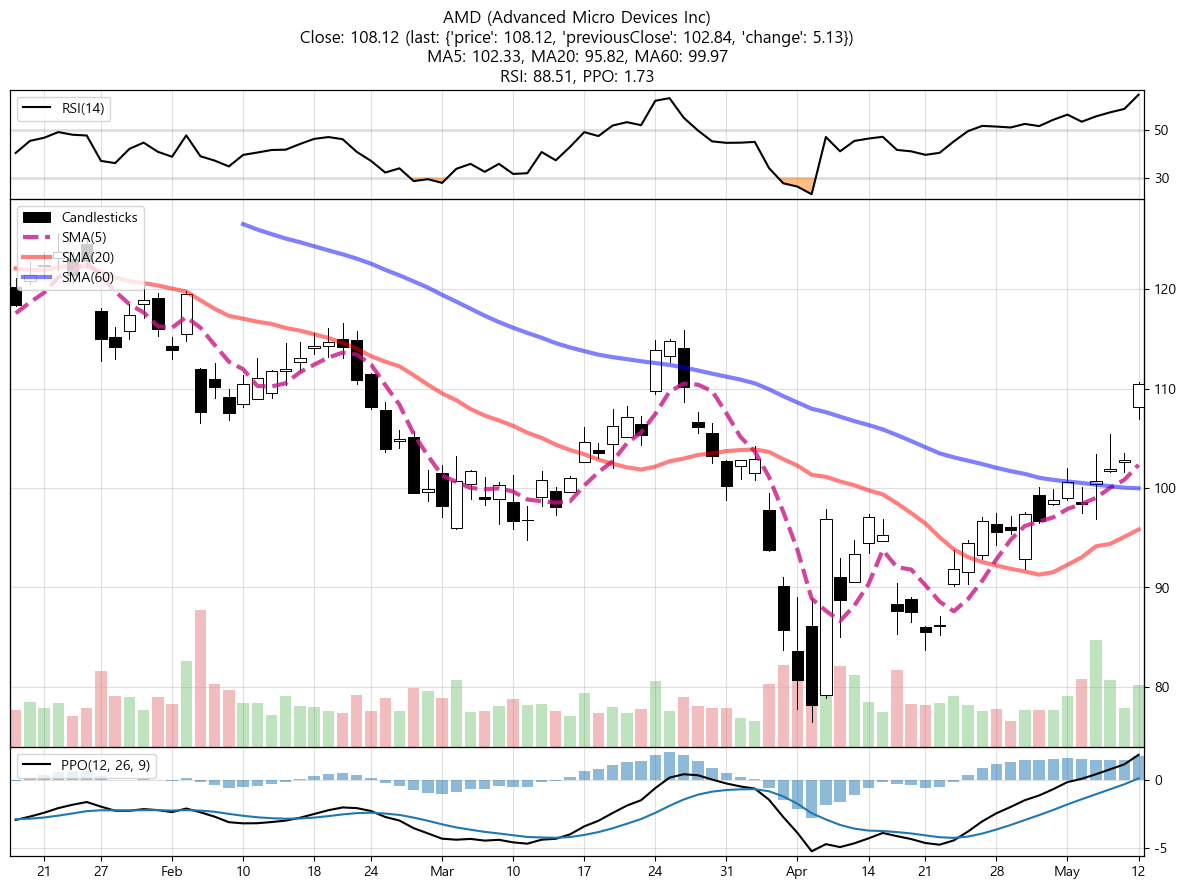 AMD (Advanced Micro Devices Inc)
Close: 108.12 (last: {'price': 108.12, 'previousClose': 102.84, 'change': 5.13})
MA5: 102.33, MA20: 95.82, MA60: 99.97
RSI: 88.51, PPO: 1.73
RSI(14)
50
30
Candlesticks
SMA(5)
SMA(20)
SMA(60)
120
110
100
90
80
PPO(12, 26, 9)
0
-5
21 27 Feb 10 18 24 Mar 10 17 24 31 Apr 14 21 28 May 12